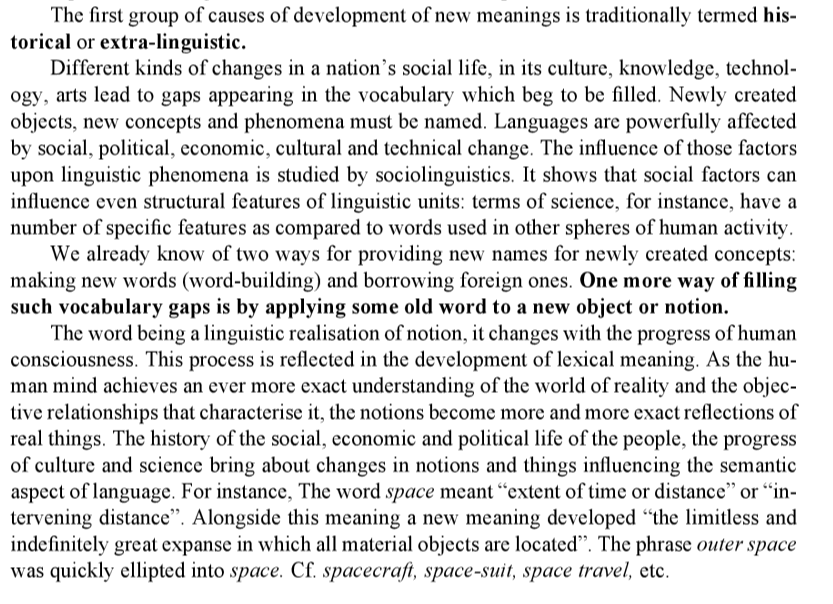 The first group of causes of development of new meanings is traditionally termed his-
torical or extra-linguistic.
Different kinds of changes in a nation’s social life, in its culture, knowledge, technol-
ogy, arts lead to gaps appearing in the vocabulary which beg to be filled. Newly created
objects, new concepts and phenomena must be named. Languages are powerfully affected
by social, political, economic, cultural and technical change. The influence of those factors
upon linguistic phenomena is studied by sociolinguistics. It shows that social factors can
influence even structural features of linguistic units: terms of science, for instance, have a
number of specific features as compared to words used in other spheres of human activity.
We already know of two ways for providing new names for newly created concepts:
making new words (word-building) and borrowing foreign ones. One more way of filling
such vocabulary gaps is by applying some old word to a new object or notion.
The word being a linguistic realisation of notion, it changes with the progress of human
consciousness. This process is reflected in the development of lexical meaning. As the hu-
man mind achieves an ever more exact understanding of the world of reality and the objec-
tive relationships that characterise it, the notions become more and more exact reflections of
real things. The history of the social, economic and political life of the people, the progress
of culture and science bring about changes in notions and things influencing the semantic
aspect of language. For instance, The word space meant “extent of time or distance” or “in-
tervening distance”. Alongside this meaning a new meaning developed “the limitless and
indefinitely great expanse in which all material objects are located”. The phrase outer space
was quickly ellipted into space. Cf. spacecraft, space-suit, space travel, etc.